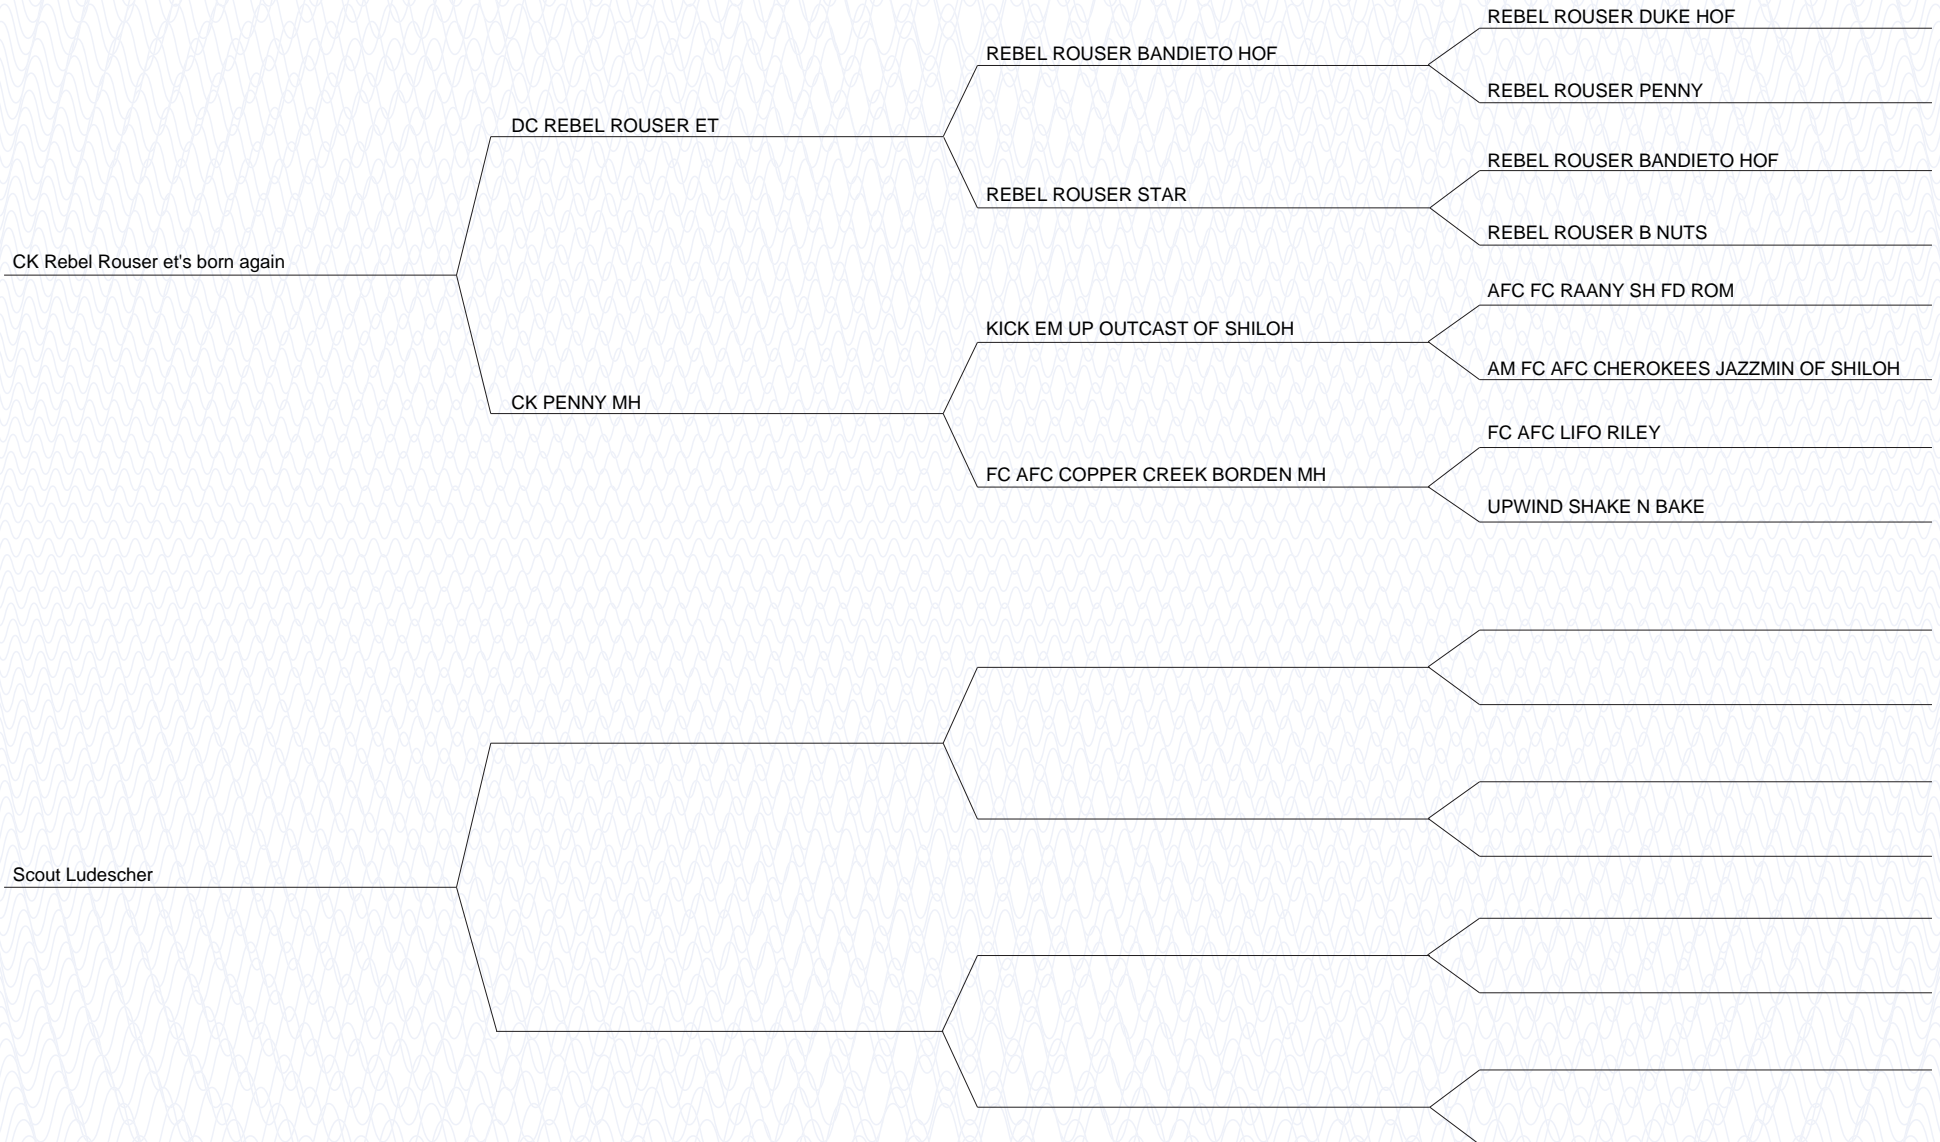 REBEL ROUSER DUKE HOF
REBEL ROUSER BANDIETO HOF
REBEL ROUSER PENNY
DC REBEL ROUSER ET
REBEL ROUSER BANDIETO HOF
REBEL ROUSER STAR
REBEL ROUSER B NUTS
CK Rebel Rouser et's born again
AFC FC RAANY SH FD ROM
KICK EM UP OUTCAST OF SHILOH
AM FC AFC CHEROKEES JAZZMIN OF SHILOH
CK PENNY MH
FC AFC LIFO RILEY
FC AFC COPPER CREEK BORDEN MH
UPWIND SHAKE N BAKE
Scout Ludescher